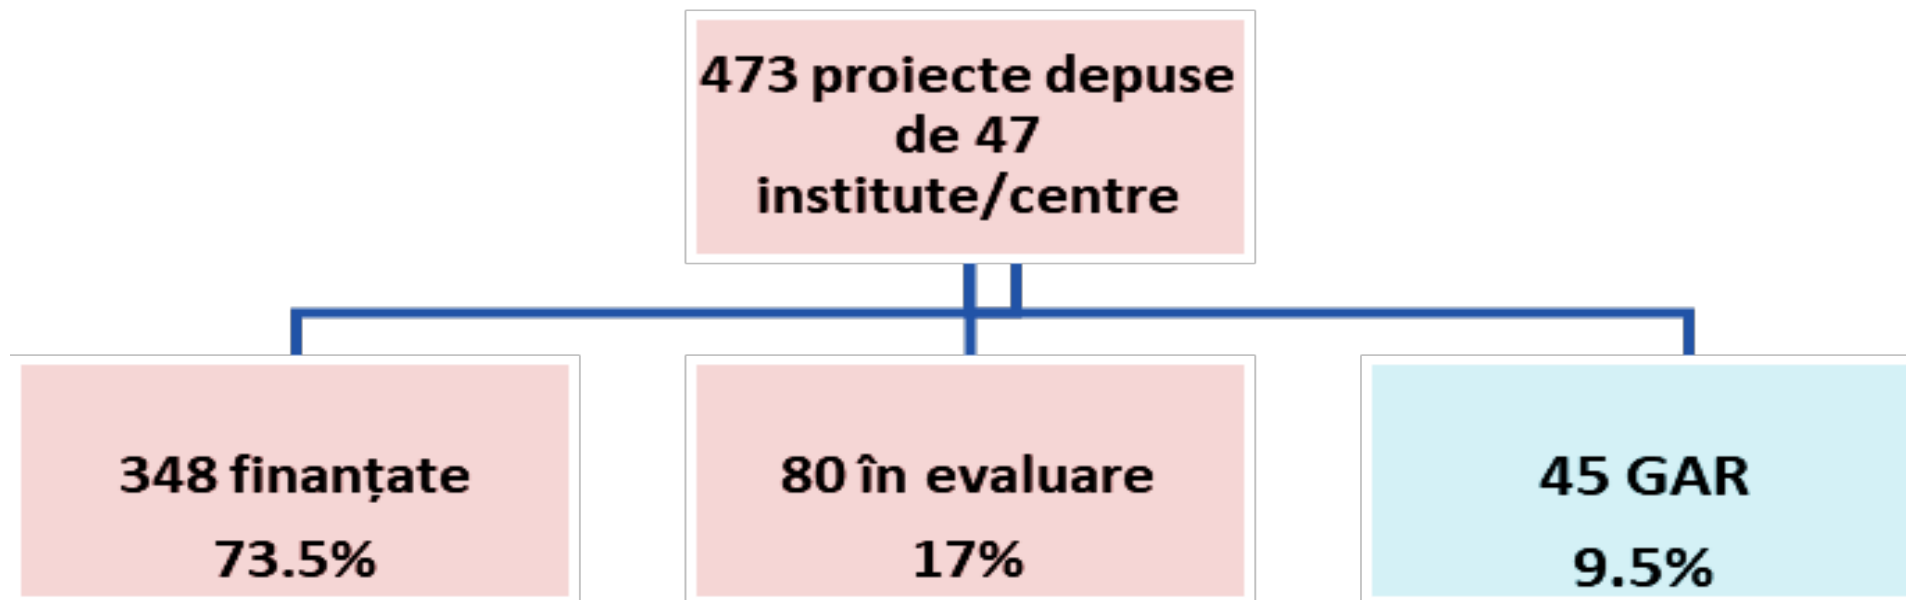 473 proiecte depuse
de 47
institute/centre
348 finanțate
73.5%
80 în evaluare
17%
45 GAR
9.5%